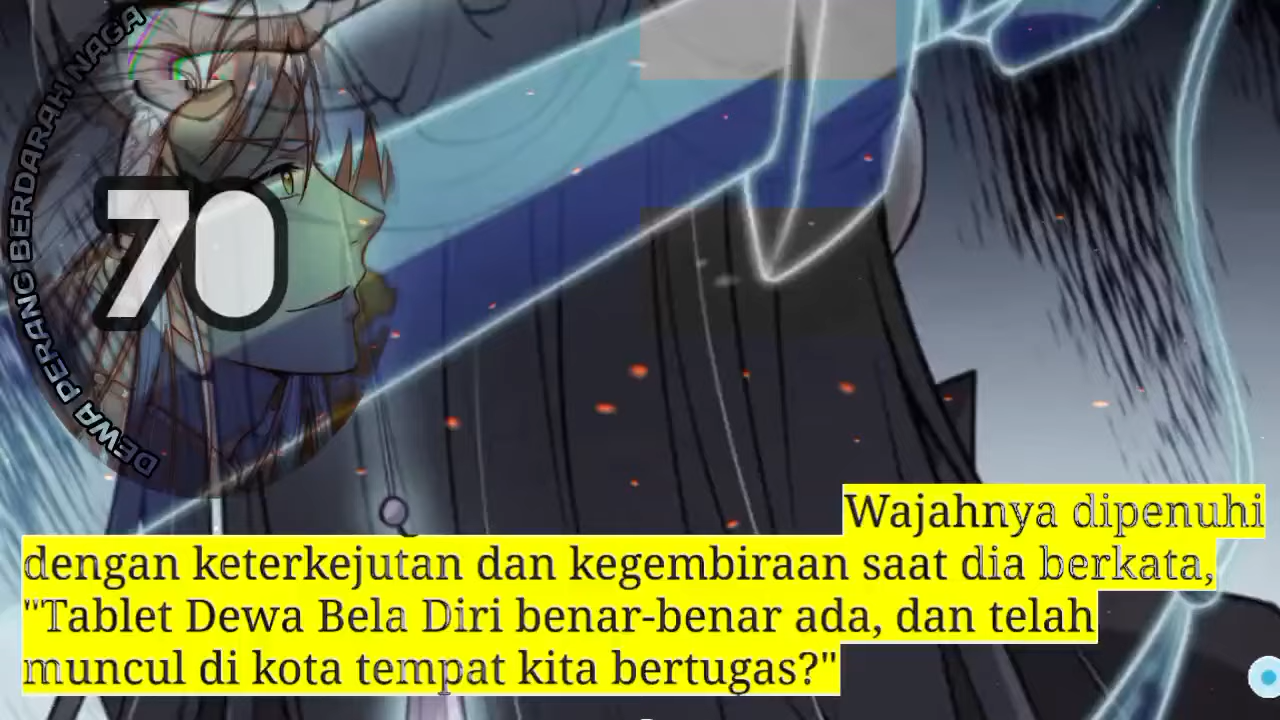 DEWA PERANG BERDARAH NAGA
70
Wajahnya dipenuhi
dengan keterkejutan dan kegembiraan saat dia berkata,
"Tablet Dewa Bela Diri benar-benar ada, dan telah
muncul di kota tempat kita bertugas?"